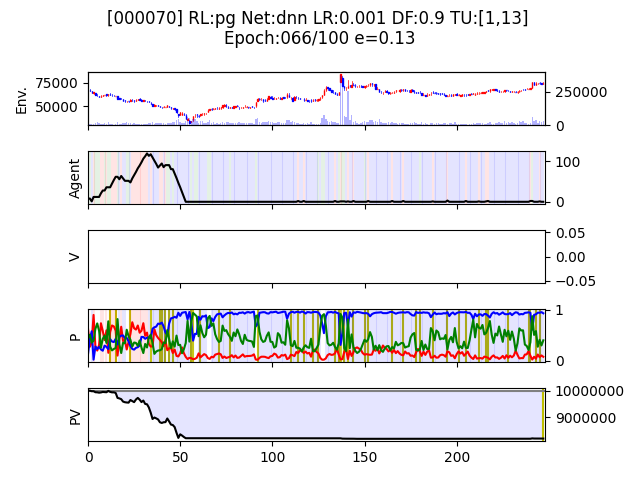 [000070] RL:pg Net:dnn LR:0.001 DF:0.9 TU:[1,13]
Epoch:066/100 e=0.13
Env.
75000
50000
250000
0
Agent
100
0
V
0.05
0.00
−0.05
P
1
0
PV
10000000
9000000
0
50
100
150
200